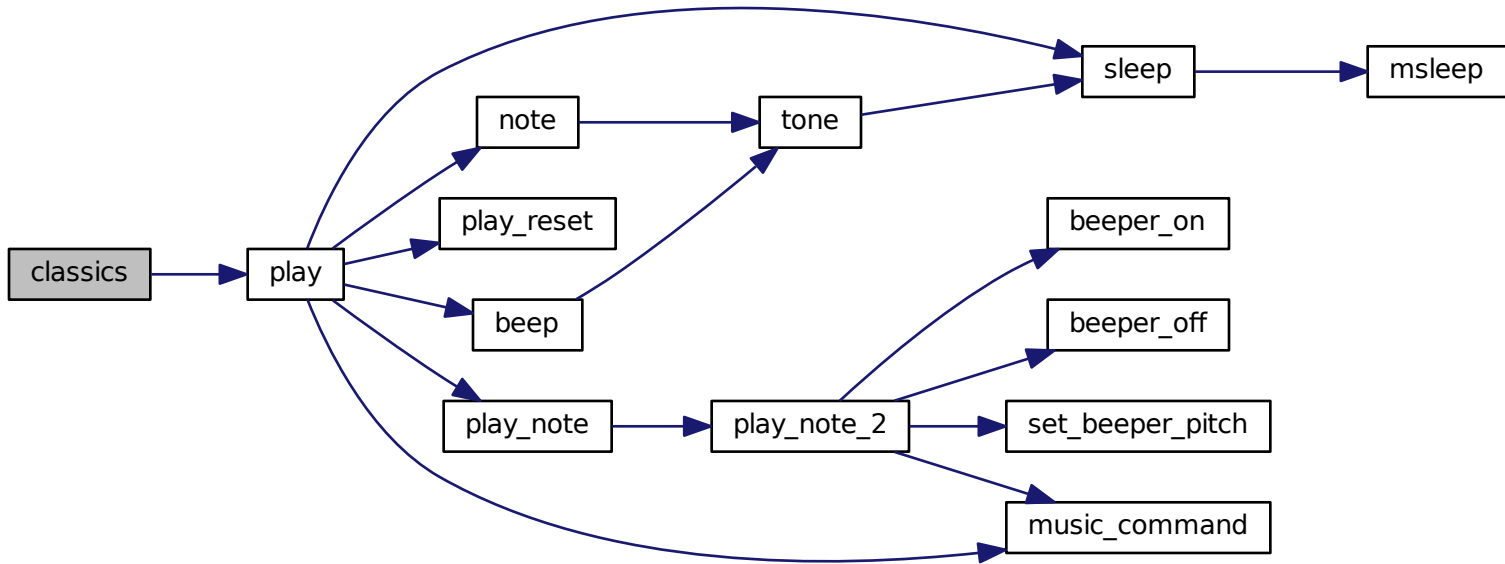 sleep
msleep
note
tone
play_reset
beeper_on
classics
play
beep
beeper_off
play_note
play_note_2
set_beeper_pitch
music_command